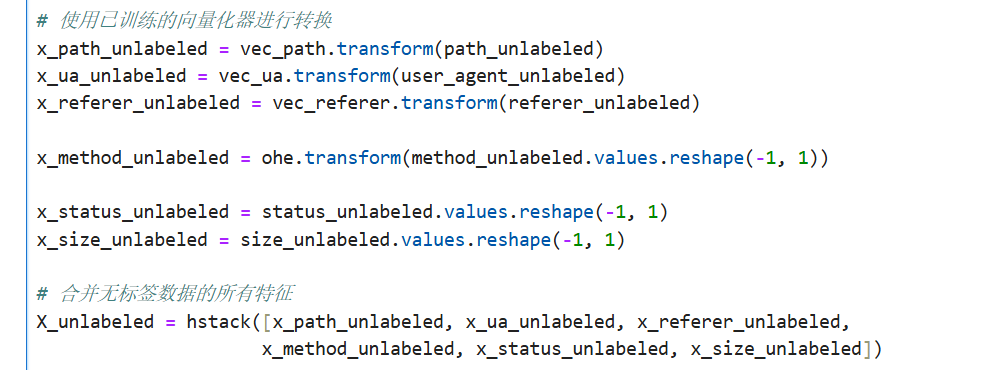 # 使用已训练的向量化器进行转换
x_path_unlabeled = vec_path.transform(path_unlabeled)
x_ua_unlabeled = vec_ua.transform(user_agent_unlabeled)
x_referer_unlabeled = vec_referer.transform(referer_unlabeled)
x_method_unlabeled = ohe.transform(method_unlabeled.values.reshape(-1, 1))
x_status_unlabeled = status_unlabeled.values.reshape(-1, 1)
x_size_unlabeled = size_unlabeled.values.reshape(-1, 1)
# 合并无标签数据的所有特征
X_unlabeled = hstack([x_path_unlabeled, x_ua_unlabeled, x_referer_unlabeled,
x_method_unlabeled, x_status_unlabeled, x_size_unlabeled])